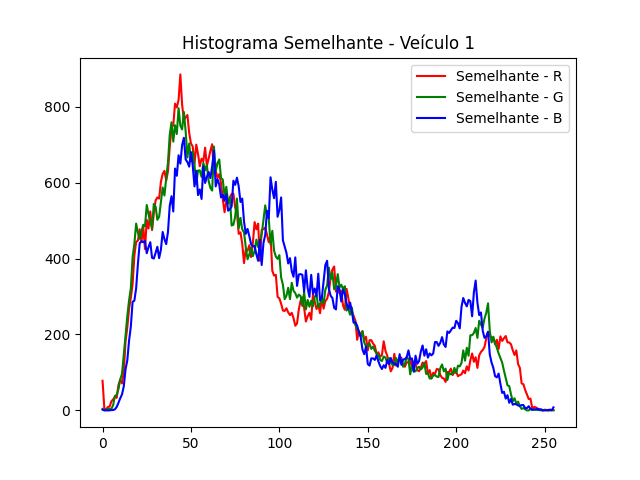 Histograma Semelhante - Veículo 1
Semelhante - R
Semelhante - G
Semelhante - B
800
600
400
200
0
0 50 100 150 200 250